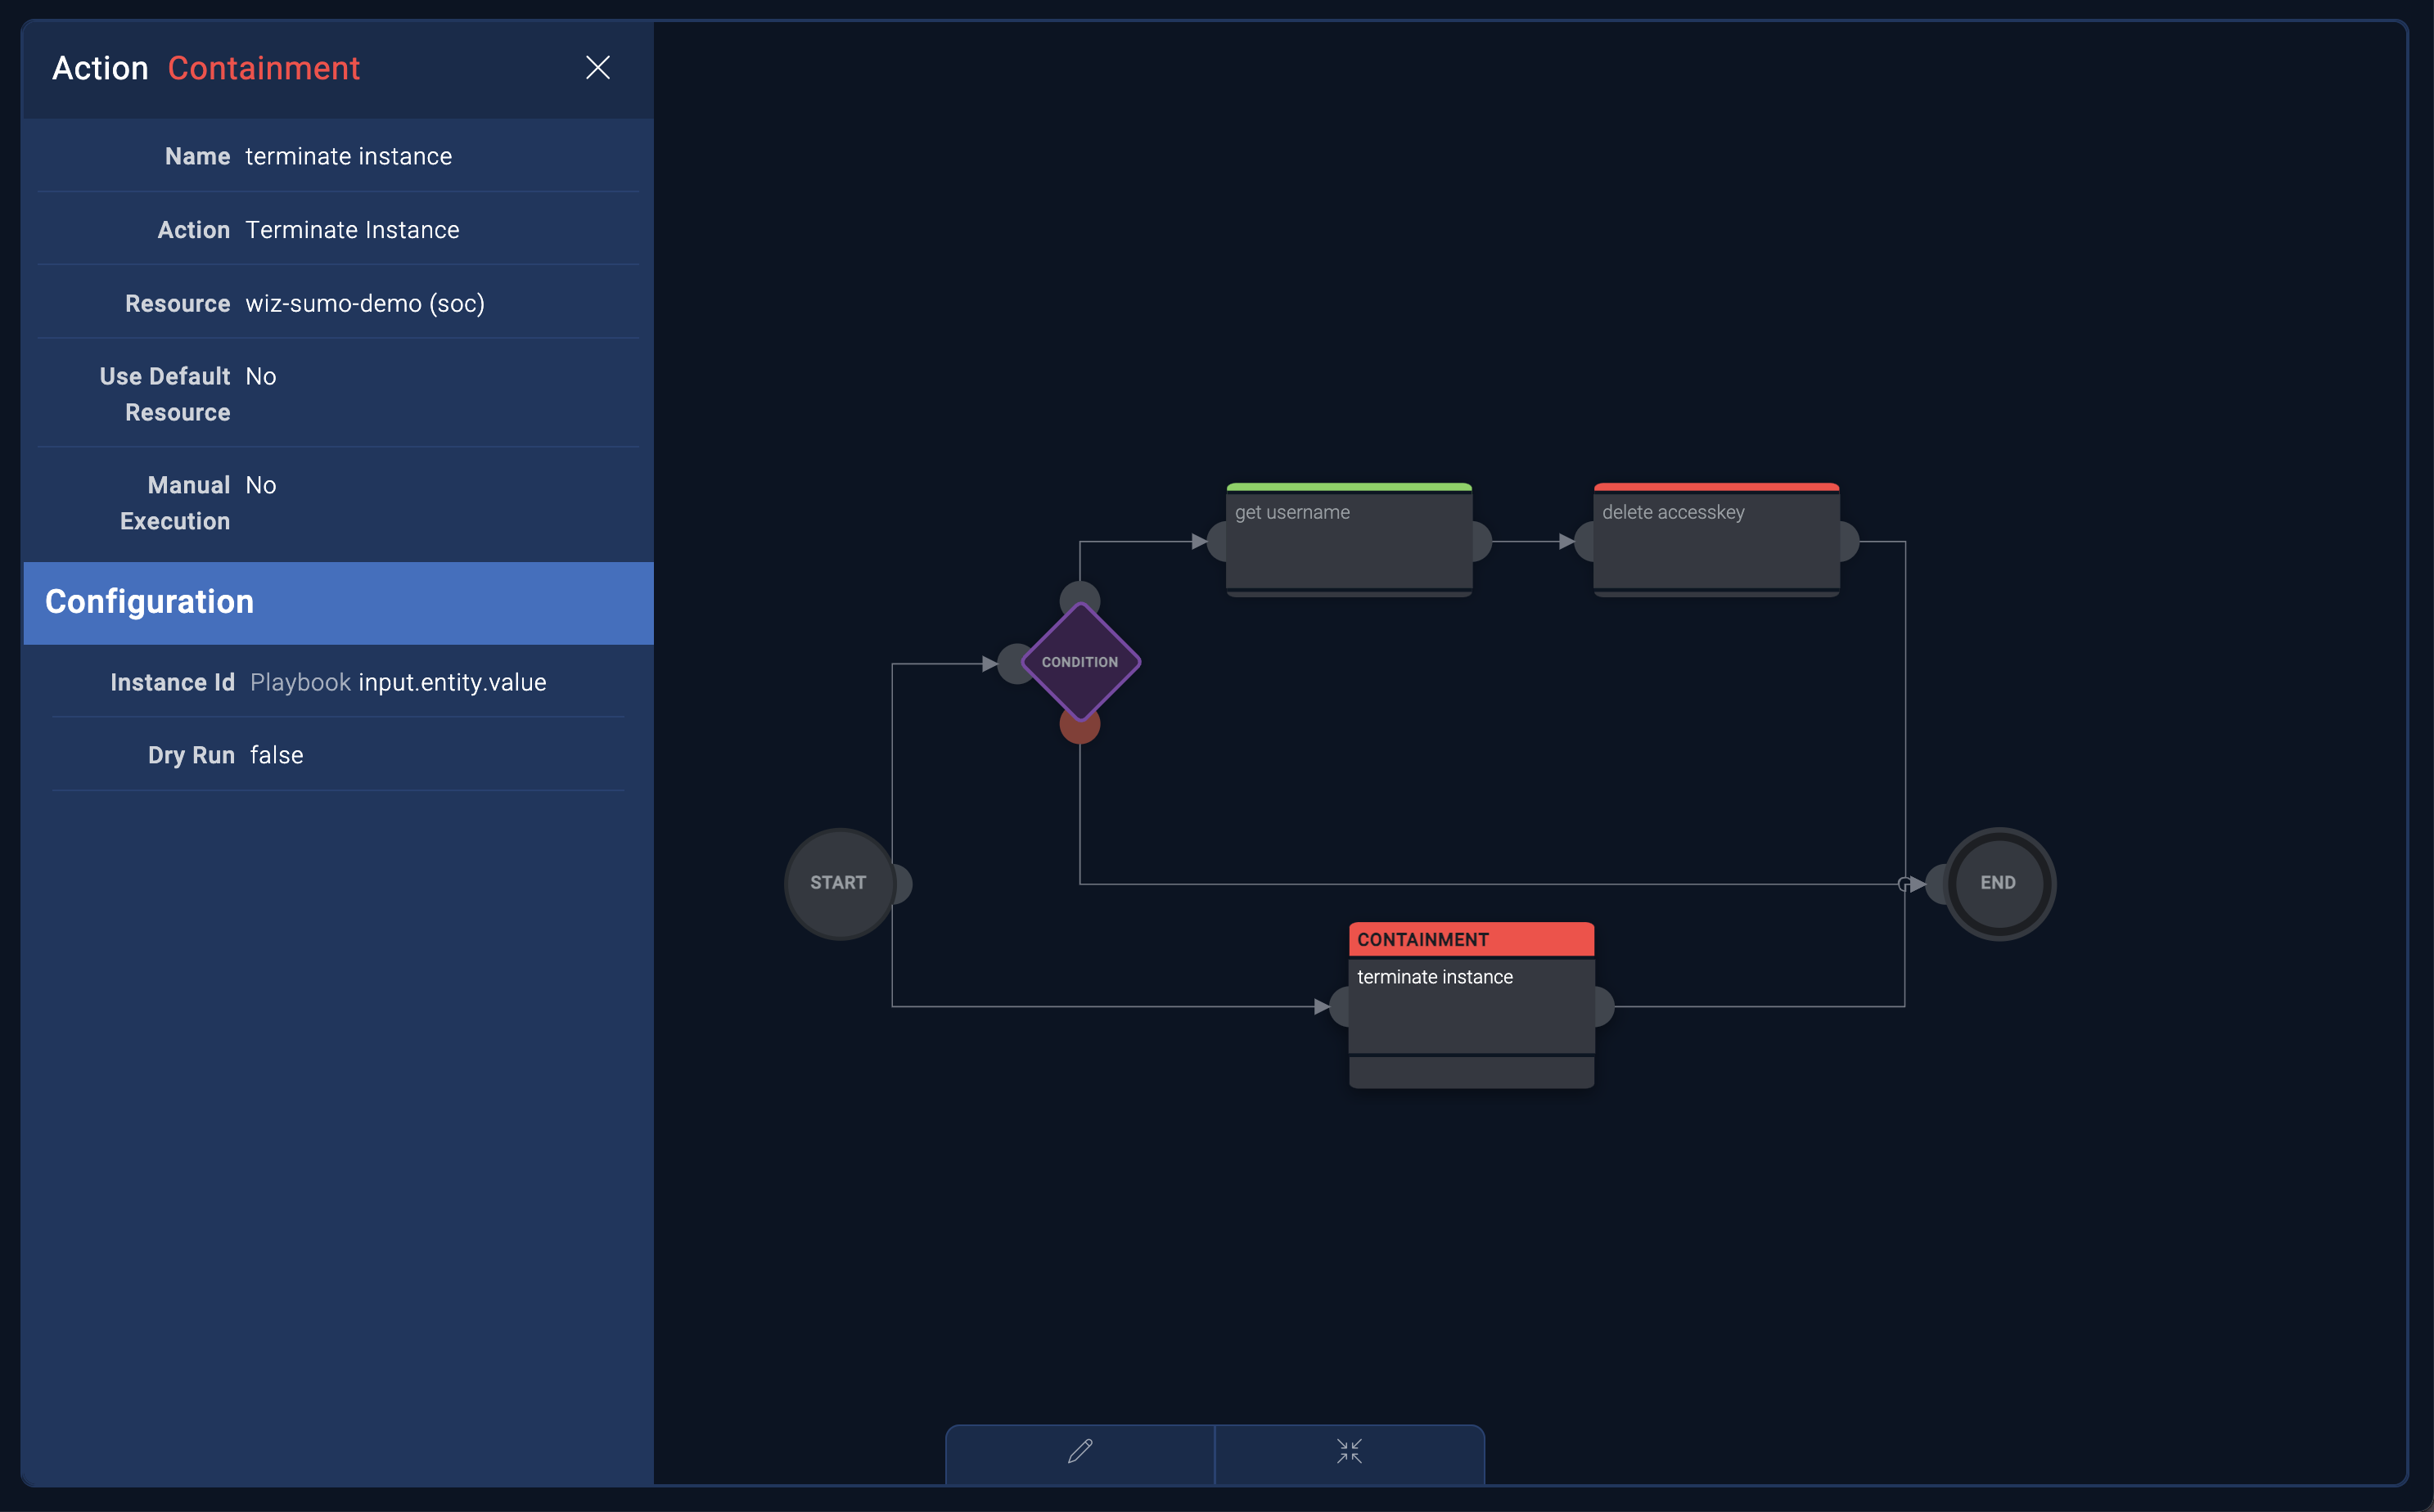 Action Containment
Name terminate instance
Action Terminate Instance
Resource wiz-sumo-demo (soc)
Use Default No
Resource
Manual No
Execution
Configuration
Instance Id Playbook input.entity.value
Dry Run false
get username
delete accesskey
CONDITION
START
END
CONTAINMENT
terminate instance